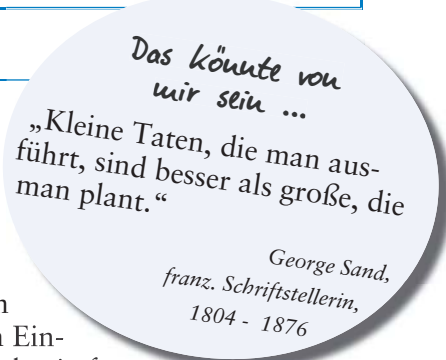 Das könnte von
mir sein ...
„Kleine Taten, die man aus-
führt, sind besser als große, die
man plant.“
George Sand,
franz. Schriftstellerin,
1804 - 1876
Ein-